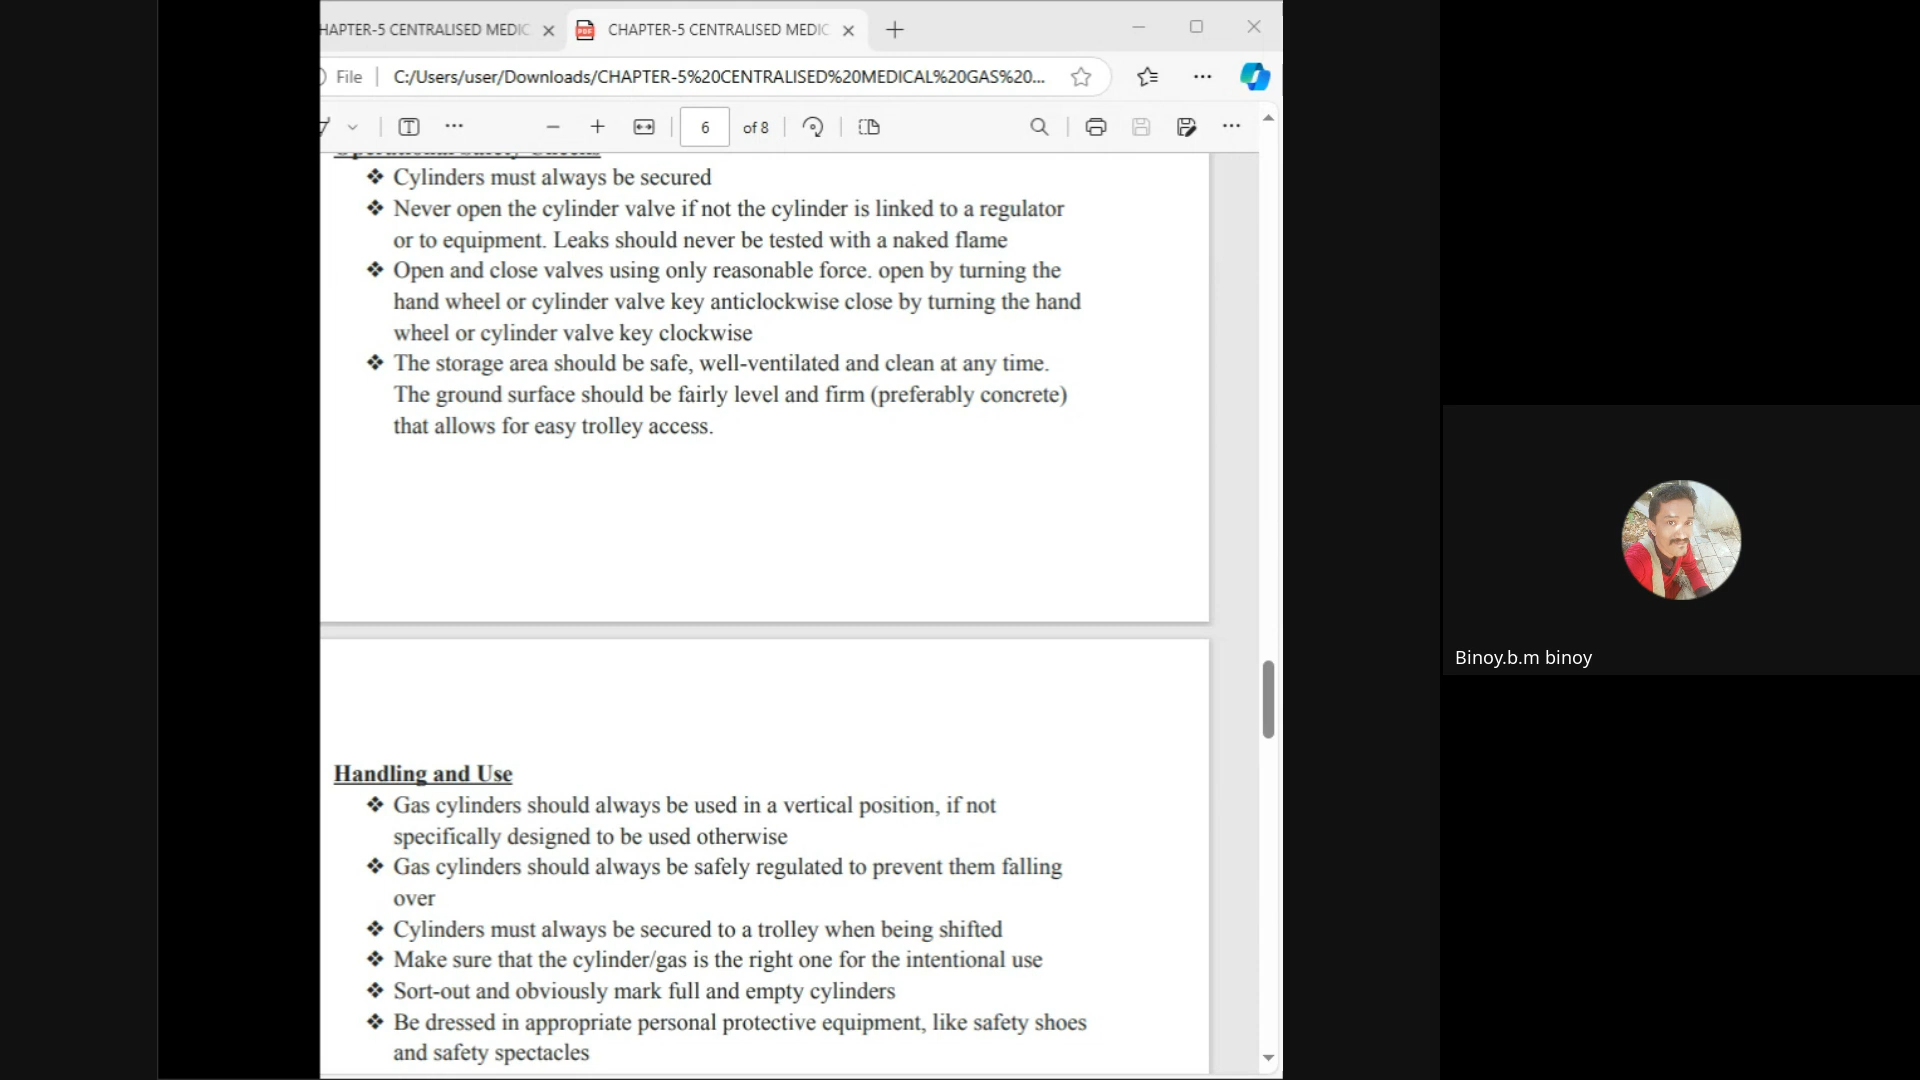 HAPTER-5 CENTRALISED MEDIC
CHAPTER-5 CENTRALISED MEDIC
File
C:/Users/user/Downloads/CHAPTER-5%20CENTRALISED%20MEDICAL%20GAS%20...
6 of 8
Operational Safety Checks
❖ Cylinders must always be secured
❖ Never open the cylinder valve if not the cylinder is linked to a regulator
or to equipment. Leaks should never be tested with a naked flame
❖ Open and close valves using only reasonable force. open by turning the
hand wheel or cylinder valve key anticlockwise close by turning the hand
wheel or cylinder valve key clockwise
❖ The storage area should be safe, well-ventilated and clean at any time.
The ground surface should be fairly level and firm (preferably concrete)
that allows for easy trolley access.
Handling and Use
❖ Gas cylinders should always be used in a vertical position, if not
specifically designed to be used otherwise
❖ Gas cylinders should always be safely regulated to prevent them falling
over
❖ Cylinders must always be secured to a trolley when being shifted
❖ Make sure that the cylinder/gas is the right one for the intentional use
❖ Sort-out and obviously mark full and empty cylinders
❖ Be dressed in appropriate personal protective equipment, like safety shoes
and safety spectacles
Binoy.b.m binoy